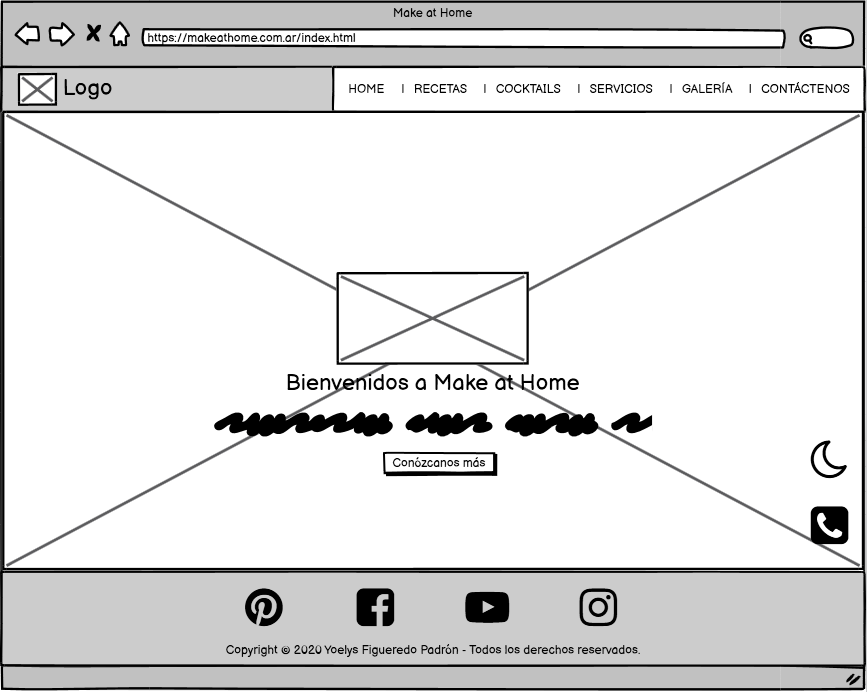 Make at Home
https://makeathome.com.ar/index.html
Logo
HOME | RECETAS | COCKTAILS | SERVICIOS | GALERÍA | CONTÁCTENOS
Bienvenidos a Make at Home
Conózcanos más
Copyright © 2020 Yoelys Figueredo Padrón - Todos los derechos reservados.